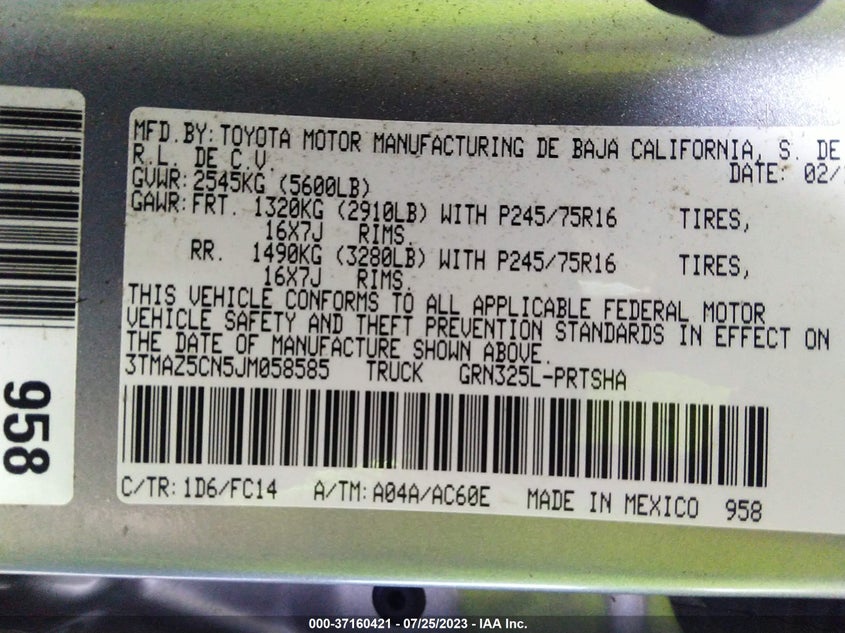 MFD.BY: TOYOTA MOTOR MANUFACTURING DE BAJA CALIFORNIA, S. DE
R.L. DE C.V. DATE: 02/
GVWR: 2545KG (5600LB)
GAWR: FRT. 1320KG (2910LB) WITH P245/75R16 TIRES,
16X7J RIMS.
RR. 1490KG (3280LB) WITH P245/75R16 TIRES,
16X7J RIMS.
THIS VEHICLE CONFORMS TO ALL APPLICABLE FEDERAL MOTOR
VEHICLE SAFETY AND THEFT PREVENTION STANDARDS IN EFFECT ON
THE DATE OF MANUFACTURE SHOWN ABOVE.
3TMAZ5CN5JM058585 TRUCK GRN325L-PRTSHA
C/TR: 1D6/FC14 A/TM: A04A/AC60E MADE IN MEXICO 958
958
000-37160421 - 07/25/2023 - IAA Inc.